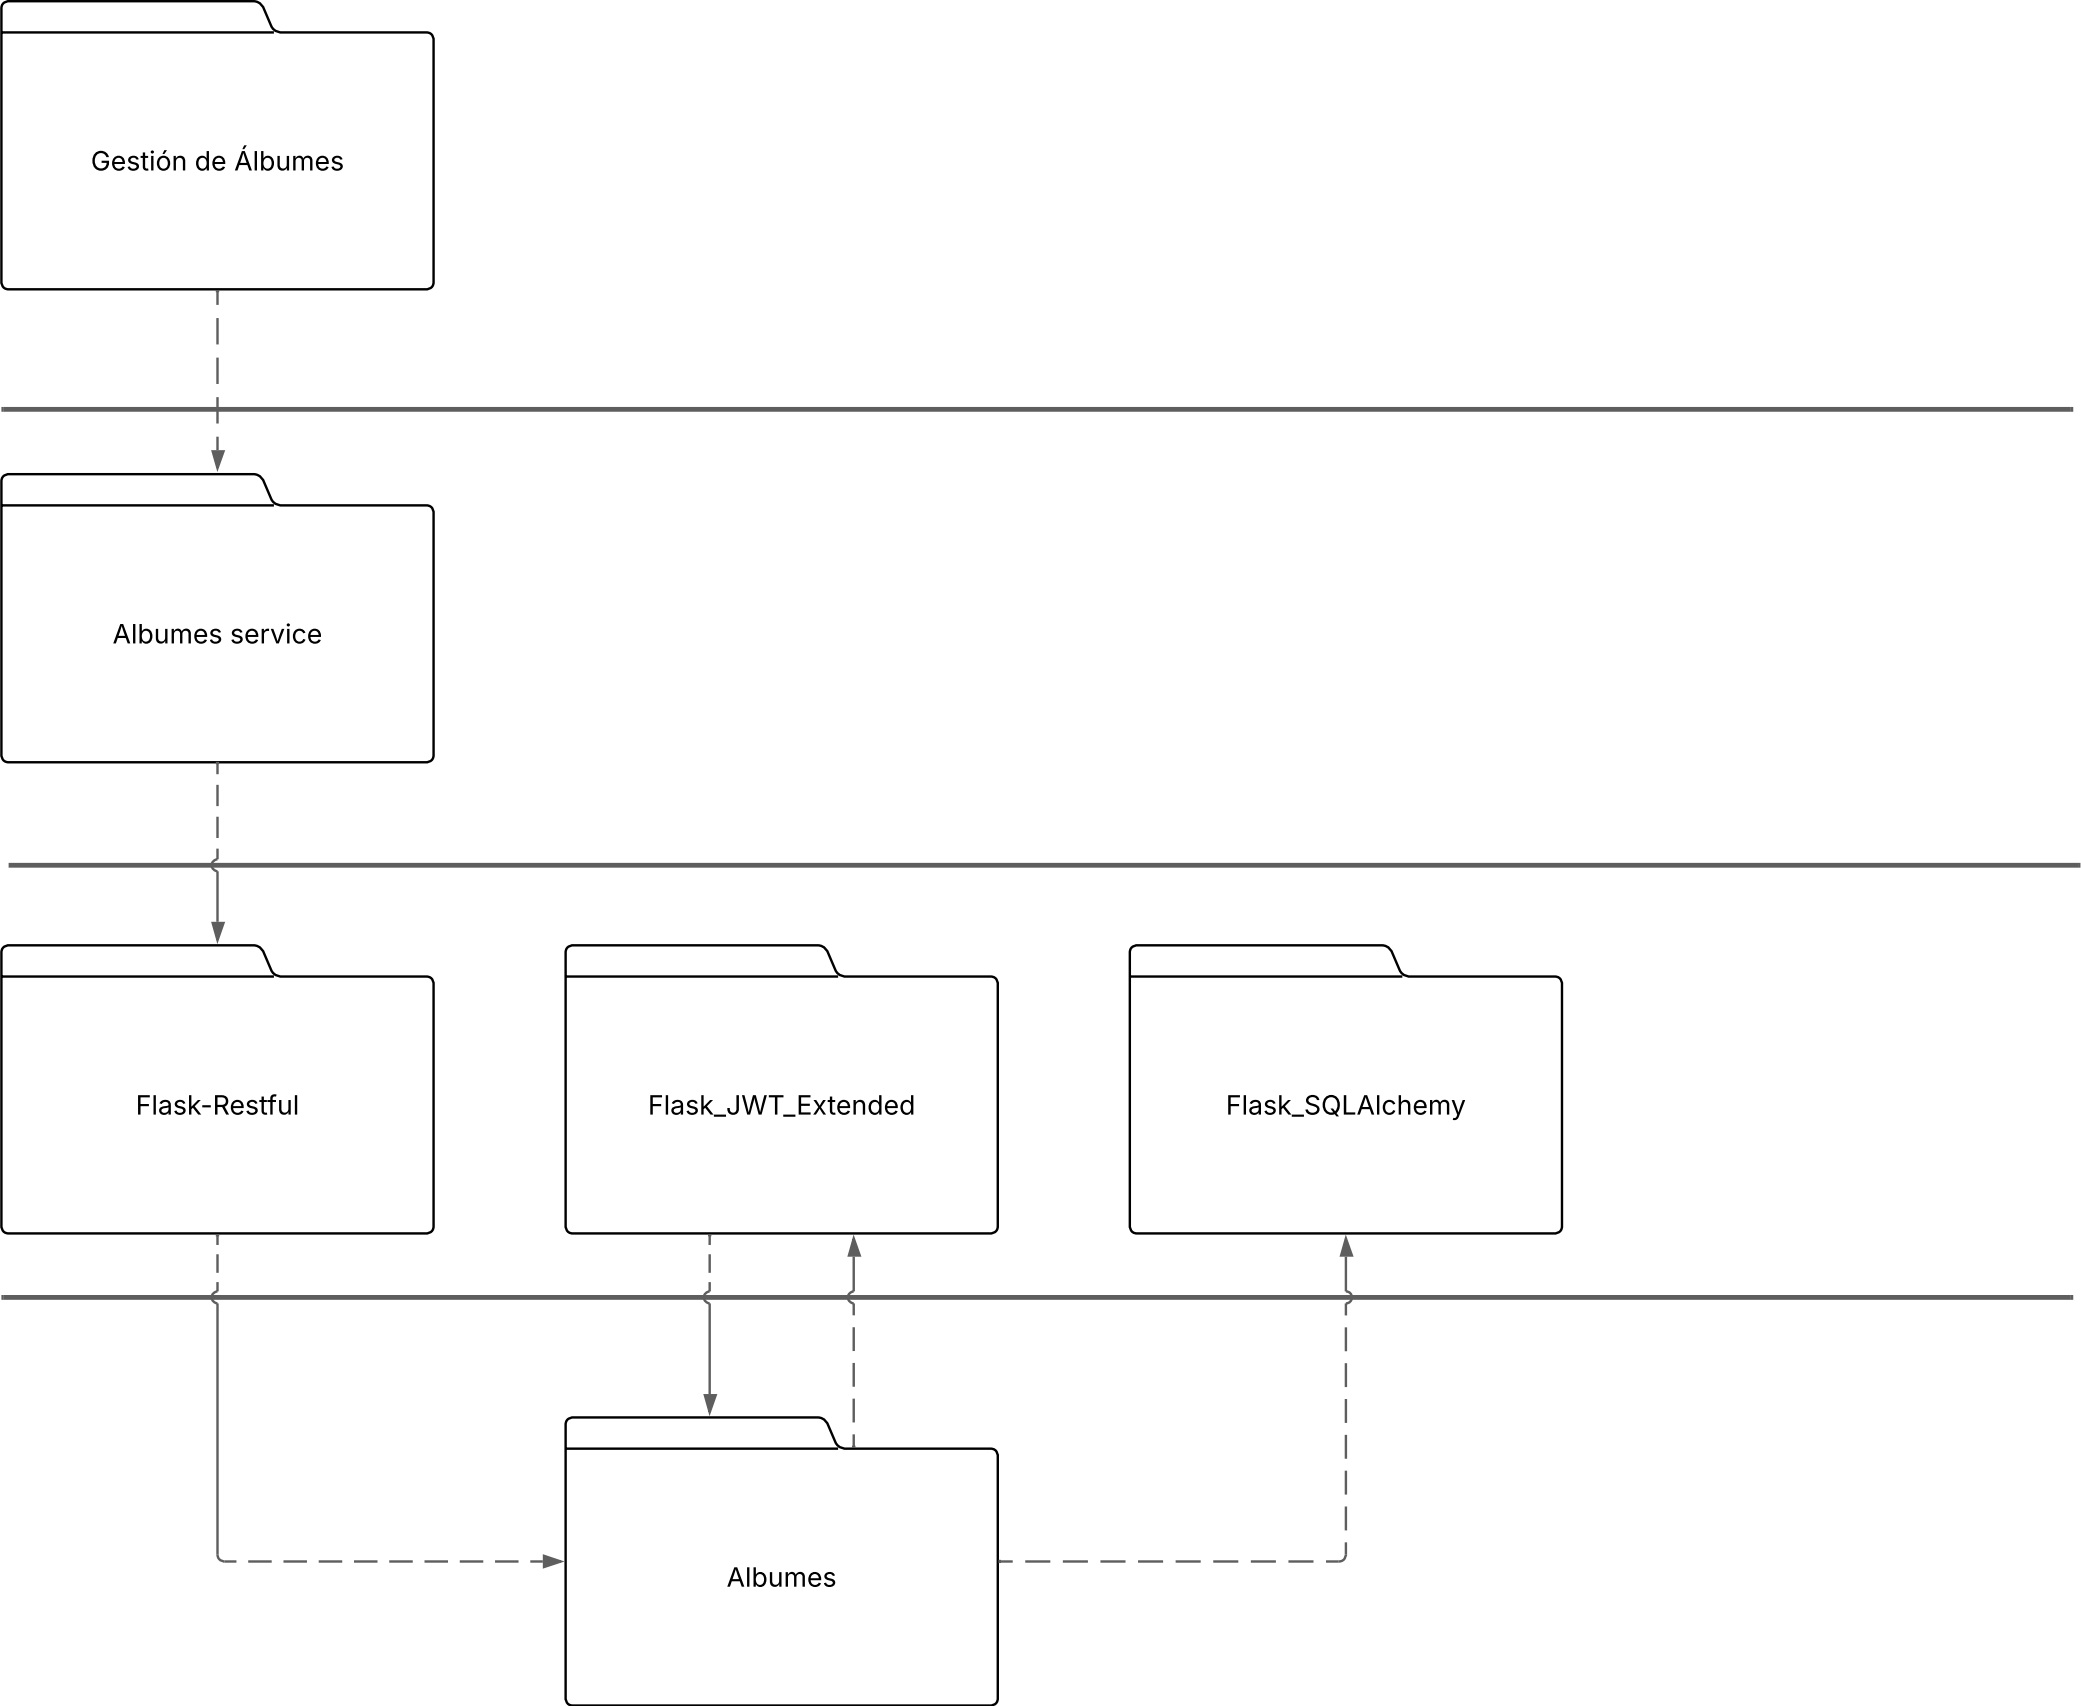 Gestión de Álbumes
Albumes service
Flask-Restful
Flask_JWT_Extended
Flask_SQLAlchemy
Albumes